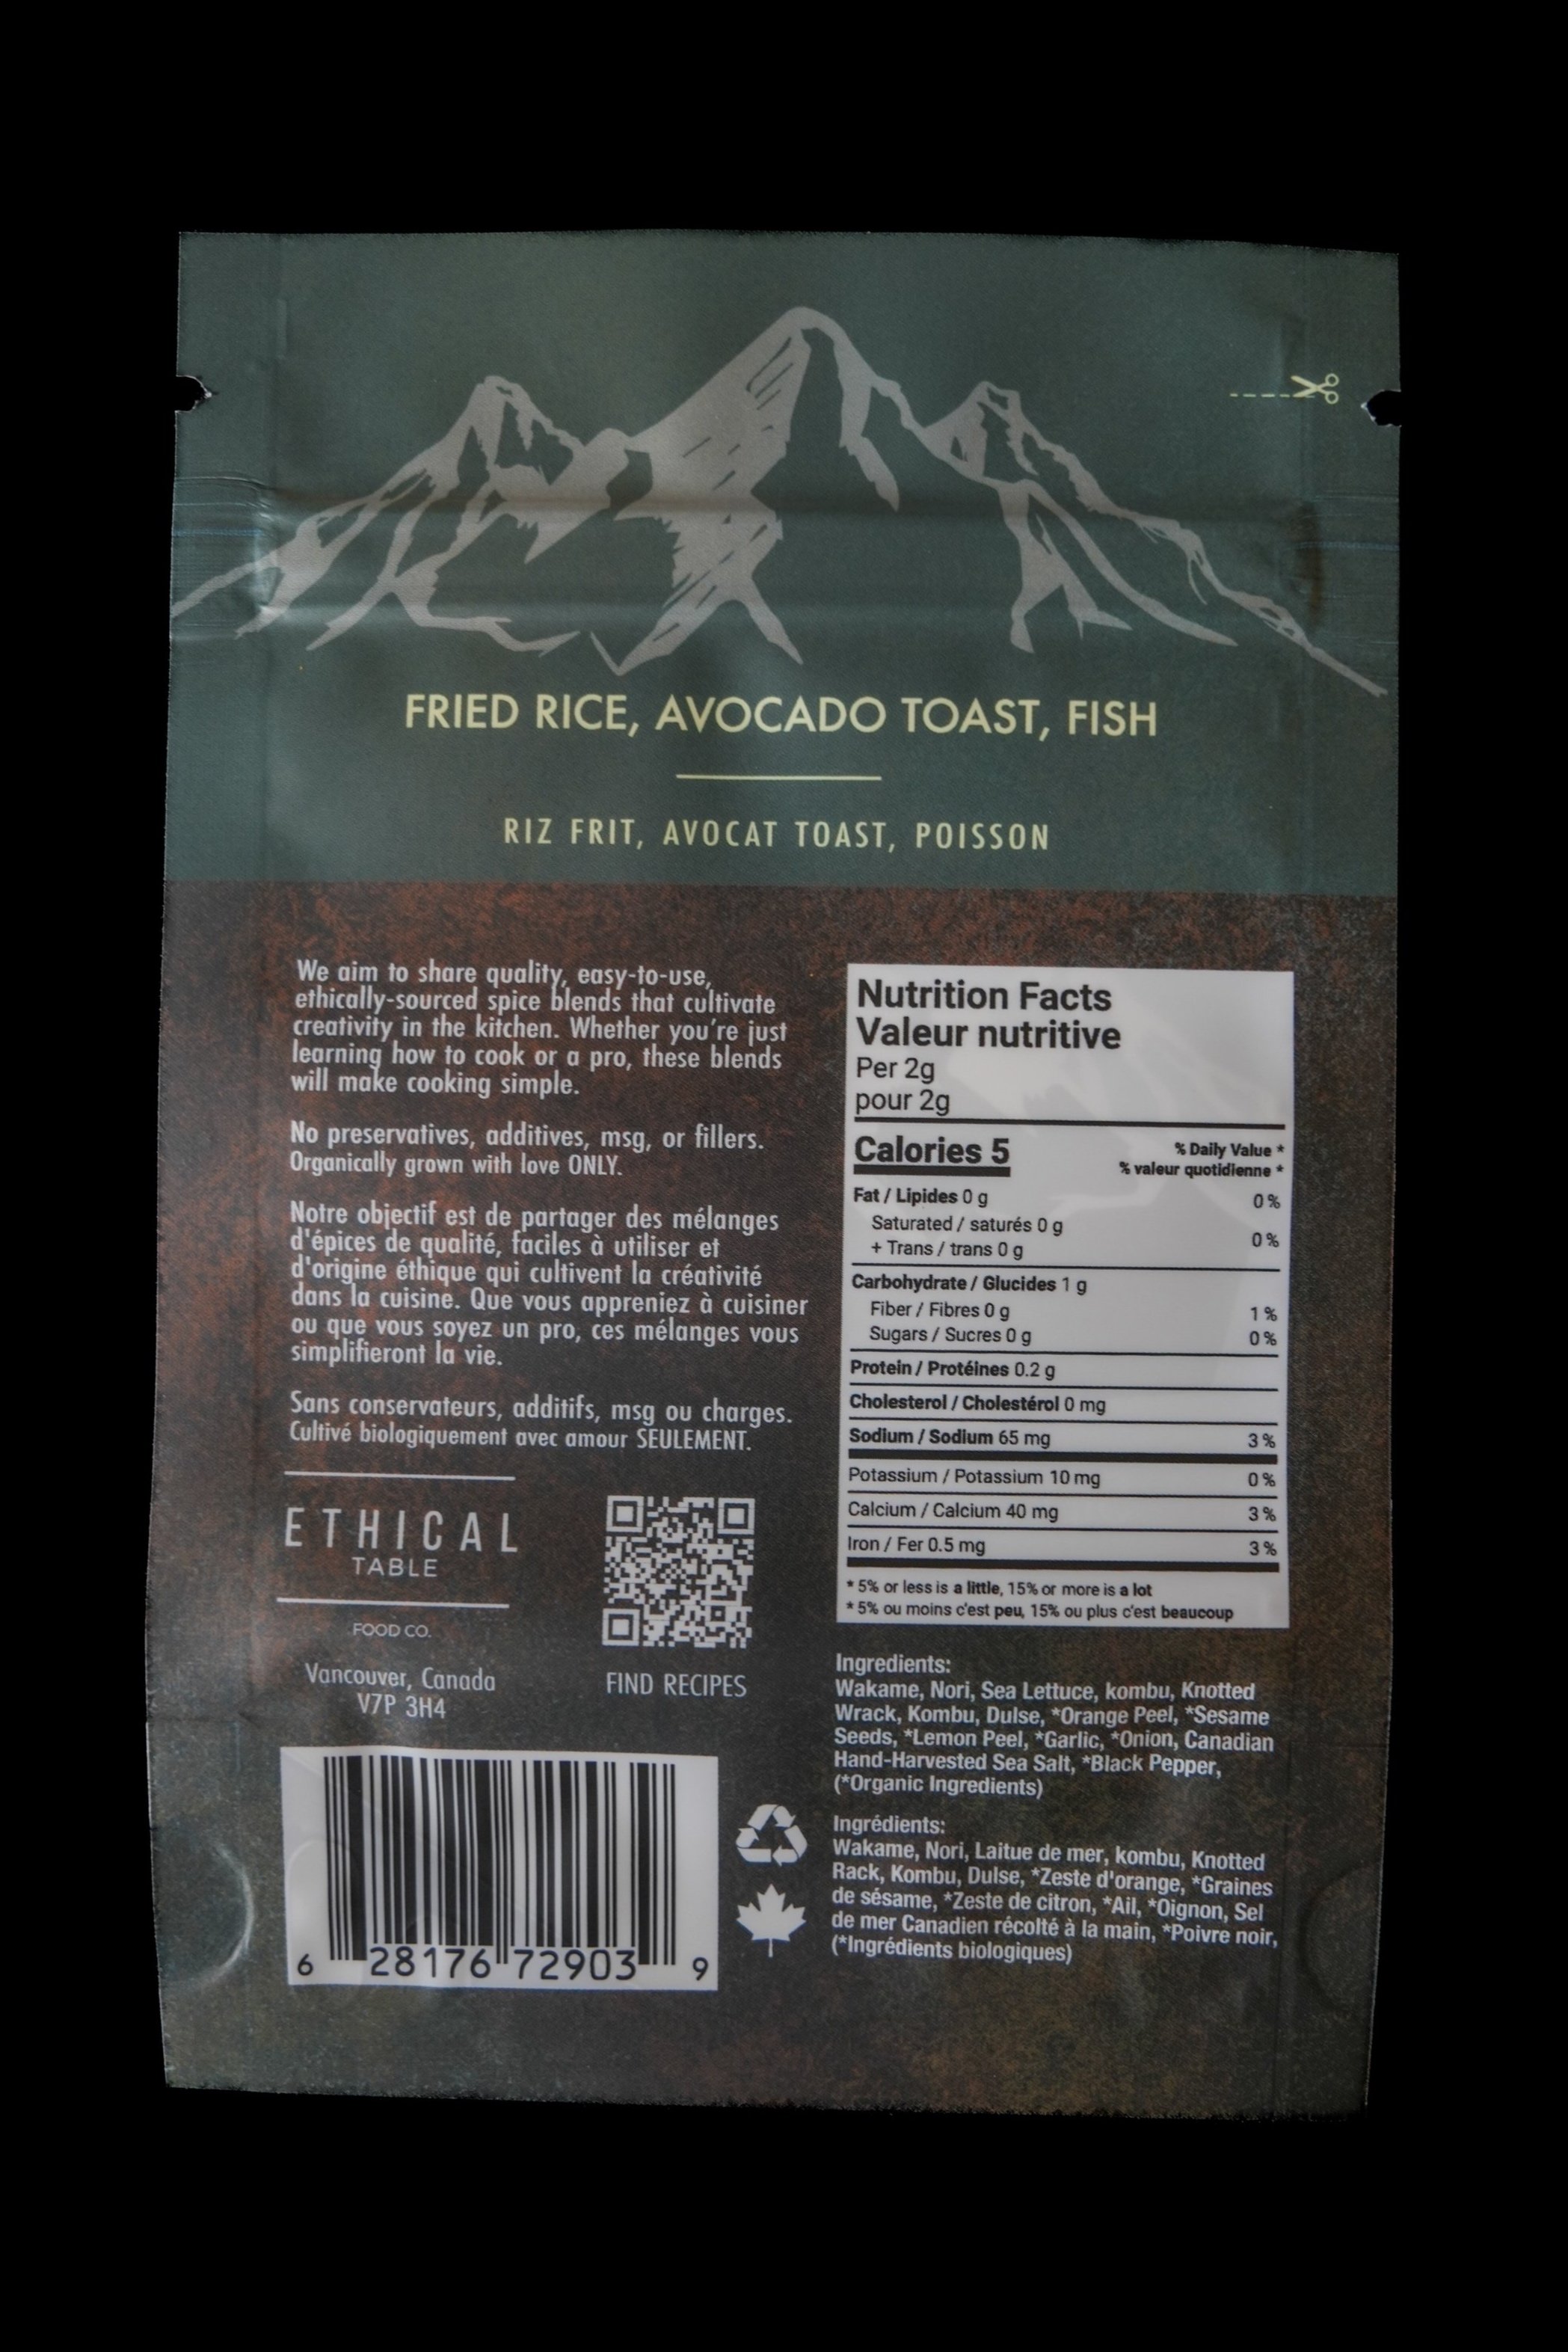 FRIED RICE, AVOCADO TOAST, FISH
RIZ FRIT, AVOCAT TOAST, POISSON
We aim to share quality, easy-to-use,
ethically-sourced spice blends that cultivate
creativity in the kitchen. Whether you're just
learning how to cook or a pro, these blends
will make cooking simple.
No preservatives, additives, msg, or fillers.
Organically grown with love ONLY.
Notre objectif est de partager des mélanges
d'épices de qualité, faciles à utiliser et
d'origine éthique qui cultivent la créativité
dans la cuisine. Que vous appreniez à cuisiner
ou que vous soyez un pro, ces mélanges vous
simplifieront la vie.
Sans conservateurs, additifs, msg ou charges.
Cultivé biologiquement avec amour SEULEMENT.
ETHICAL
TABLE
FOOD CO.
Vancouver, Canada
V7P 3H4
FIND RECIPES
6 28176 72903 9
Nutrition Facts
Valeur nutritive
Per 2g
pour 2g
Calories 5
% Daily Value *
% valeur quotidienne *
Fat / Lipides 0 g 0 %
Saturated / saturés 0 g
+ Trans / trans 0 g 0 %
Carbohydrate / Glucides 1 g
Fiber / Fibres 0 g 1 %
Sugars / Sucres 0 g 0 %
Protein / Protéines 0.2 g
Cholesterol / Cholestérol 0 mg
Sodium / Sodium 65 mg 3 %
Potassium / Potassium 10 mg 0 %
Calcium / Calcium 40 mg 3 %
Iron / Fer 0.5 mg 3 %
* 5% or less is a little, 15% or more is a lot
* 5% ou moins c'est peu, 15% ou plus c'est beaucoup
Ingredients:
Wakame, Nori, Sea Lettuce, kombu, Knotted
Wrack, Kombu, Dulse, *Orange Peel, *Sesame
Seeds, *Lemon Peel, *Garlic, *Onion, Canadian
Hand-Harvested Sea Salt, *Black Pepper,
(*Organic Ingredients)
Ingrédients:
Wakame, Nori, Laitue de mer, kombu, Knotted
Rack, Kombu, Dulse, *Zeste d'orange, *Graines
de sésame, *Zeste de citron, *Ail, *Oignon, Sel
de mer Canadien récolté à la main, *Poivre noir,
(*Ingrédients biologiques)